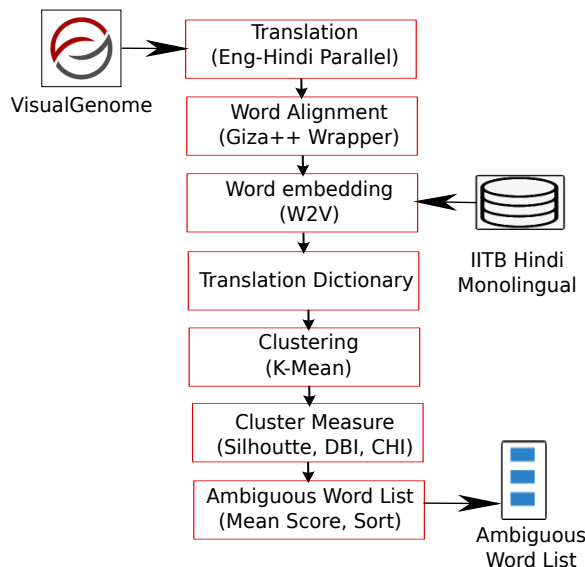 Translation
(Eng-Hindi Parallel)
VisualGenome
Word Alignment
(Giza++ Wrapper)
Word embedding
(W2V)
IITB Hindi
Monolingual
Translation Dictionary
Clustering
(K-Mean)
Cluster Measure
(Silhoutte, DBI, CHI)
Ambiguous Word List
(Mean Score, Sort)
Ambiguous
Word List